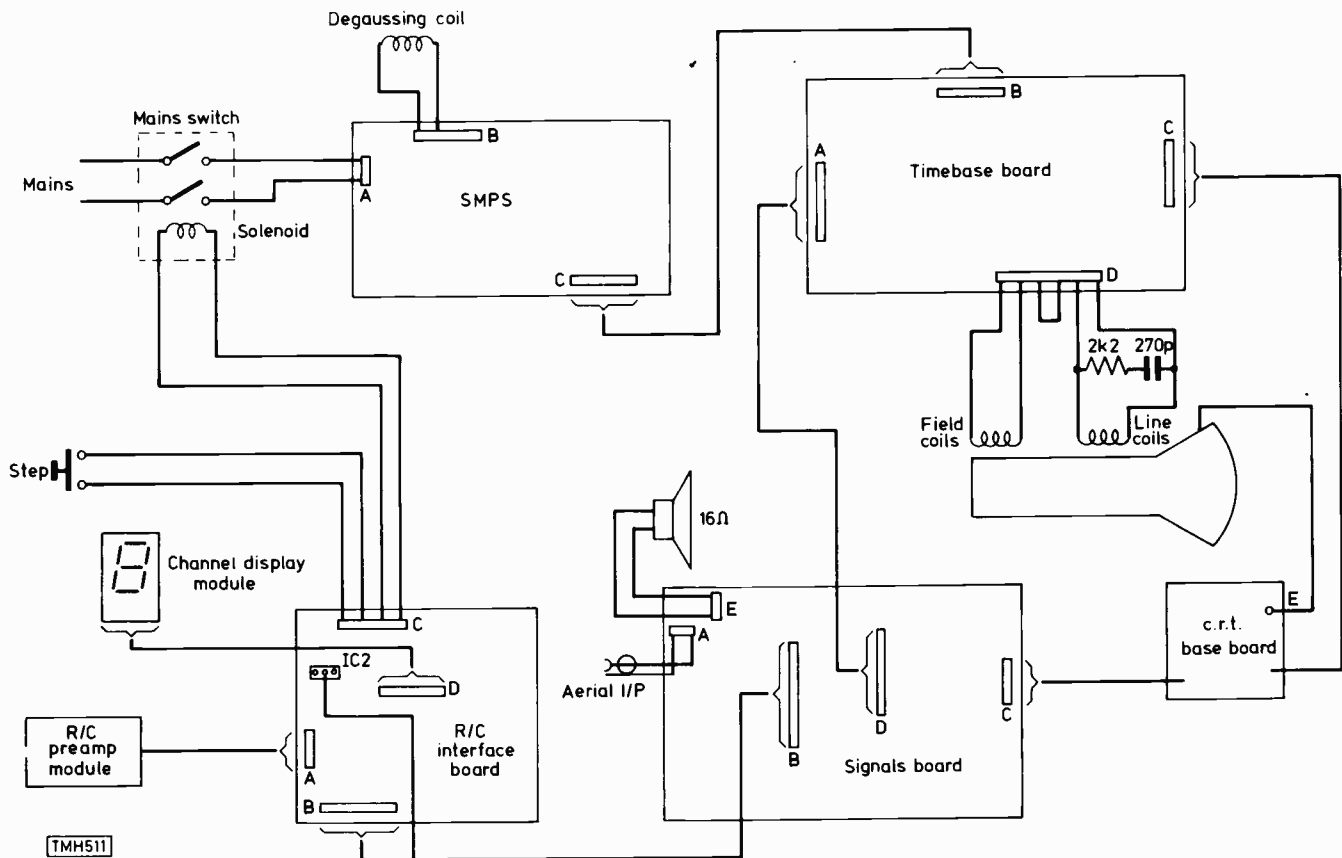 Degaussing coil
Mains switch
Mains
Solenoid
A
B
SMPS
C
B
A
Timebase board
C
D
2k2
270p
Field
coils
Line
coils
Step
Channel display
module
16Ω
E
A
Aerial I/P
B
D
C
Signals board
E
c.r.t.
base board
C
IC2
D
R/C
interface
board
A
B
R/C
preamp
module
TMH511